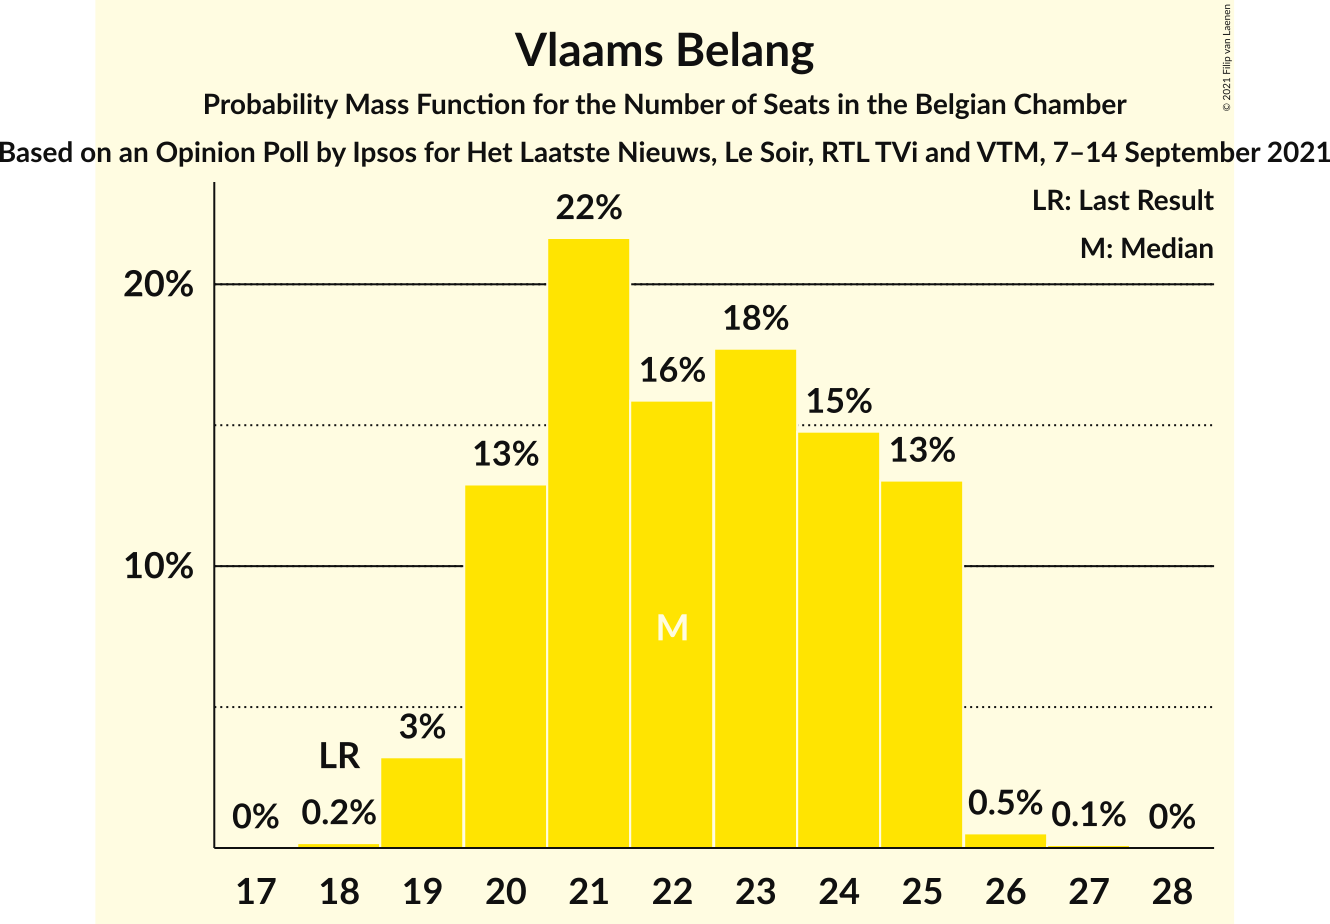 Vlaams Belang
Probability Mass Function for the Number of Seats in the Belgian Chamber
Based on an Opinion Poll by Ipsos for Het Laatste Nieuws, Le Soir, RTL TVi and VTM, 7–14 September 2021
© 2021 Filip van Laenen
LR: Last Result
M: Median
20%
10%
0%
LR
0.2%
3%
13%
22%
16%
M
18%
15%
13%
0.5%
0.1%
0%
17 18 19 20 21 22 23 24 25 26 27 28